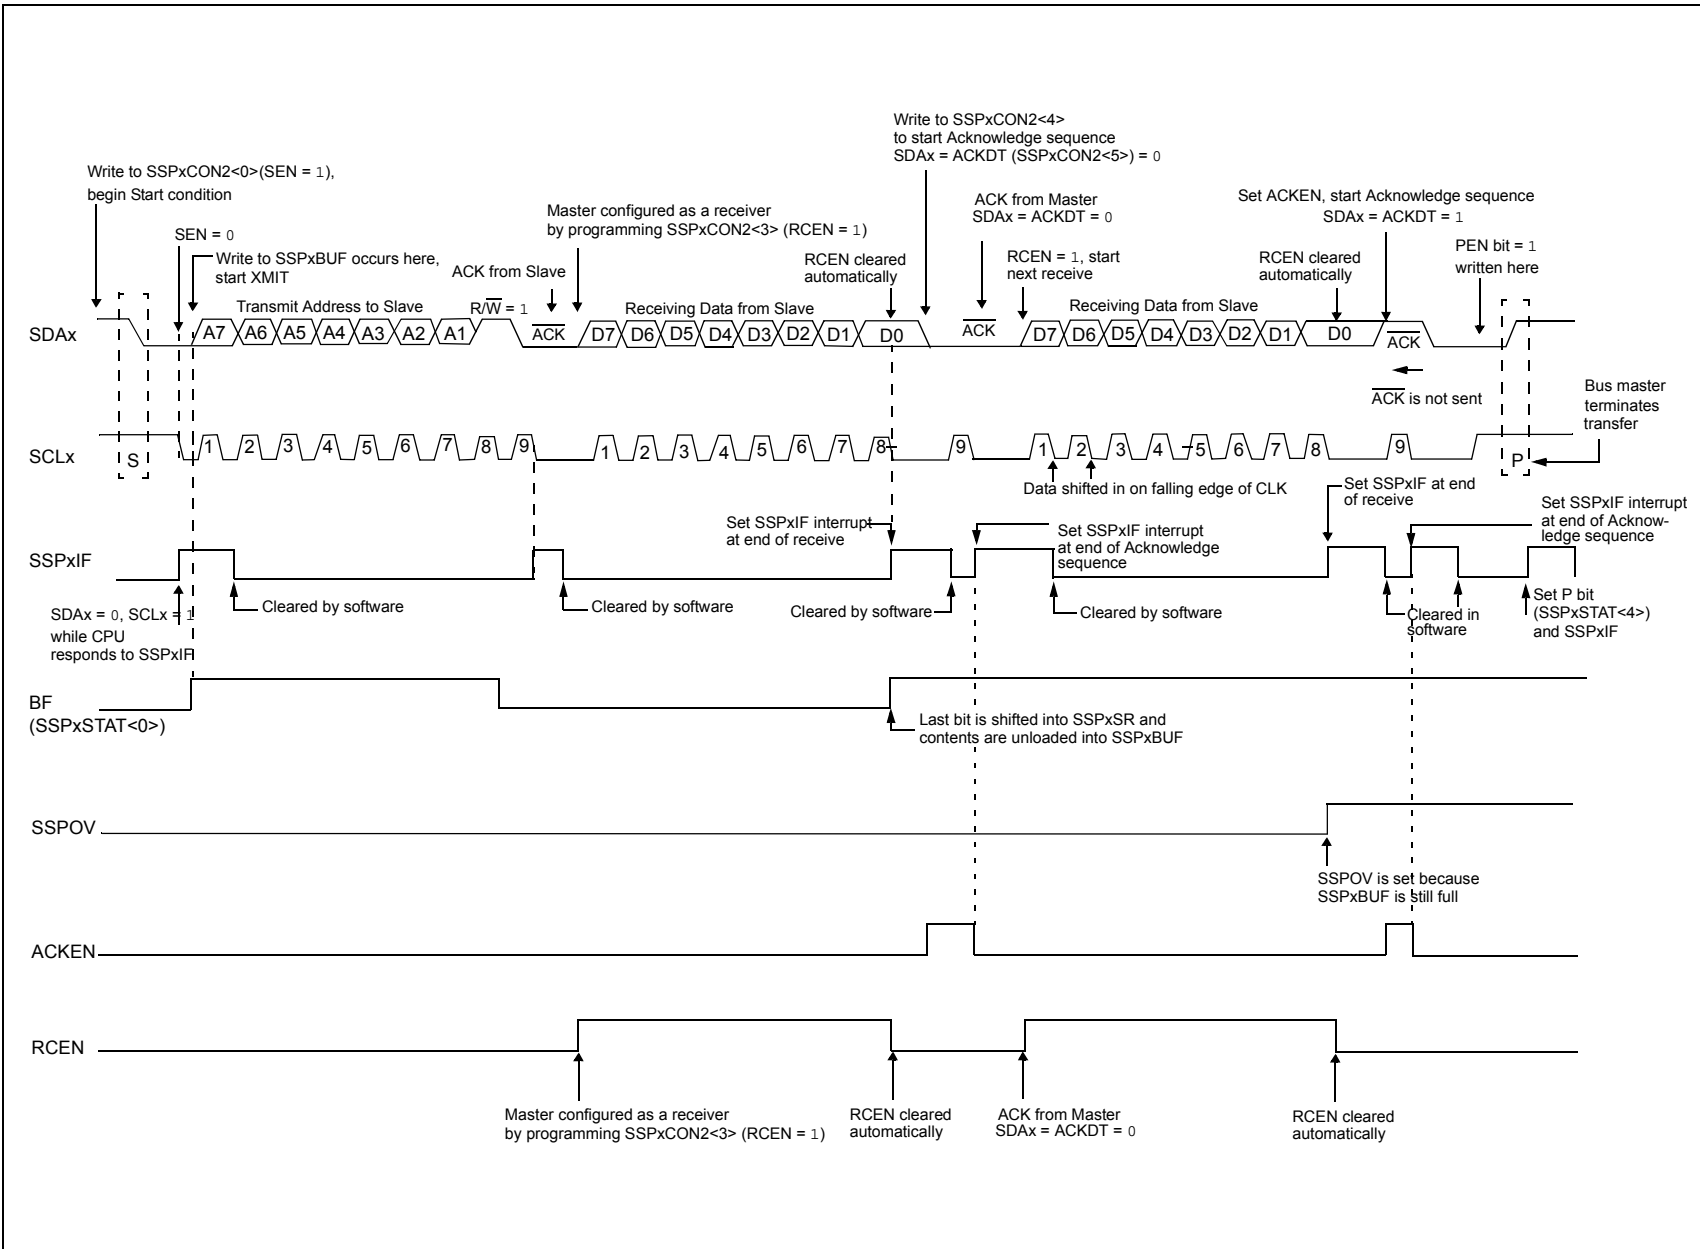 Write to SSPxCON2<4>
to start Acknowledge sequence
SDAx = ACKDT (SSPxCON2<5>) = 0
Write to SSPxCON2<0>(SEN = 1),
begin Start condition
Master configured as a receiver
by programming SSPxCON2<3> (RCEN = 1)
ACK from Master
SDAx = ACKDT = 0
Set ACKEN, start Acknowledge sequence
SDAx = ACKDT = 1
SEN = 0
Write to SSPxBUF occurs here,
start XMIT
ACK from Slave
RCEN cleared
automatically
RCEN = 1, start
next receive
RCEN cleared
automatically
PEN bit = 1
written here
Transmit Address to Slave
R/W = 1
Receiving Data from Slave
Receiving Data from Slave
SDAx
A7 A6 A5 A4 A3 A2 A1 ACK D7 D6 D5 D4 D3 D2 D1 D0 ACK D7 D6 D5 D4 D3 D2 D1 D0 ACK
ACK is not sent
Bus master
terminates
transfer
SCLx
S 1 2 3 4 5 6 7 8 9 1 2 3 4 5 6 7 8 9 1 2 3 4 5 6 7 8 9 P
Data shifted in on falling edge of CLK
Set SSPxIF interrupt
at end of receive
Set SSPxIF interrupt
at end of Acknowledge
sequence
Set SSPxIF at end
of receive
Set SSPxIF interrupt
at end of Acknow-
ledge sequence
SSPxIF
SDAx = 0, SCLx = 1
while CPU
responds to SSPxIF
Cleared by software
Cleared by software
Cleared by software
Cleared by software
Cleared in
software
Set P bit
(SSPxSTAT<4>)
and SSPxIF
BF
(SSPxSTAT<0>)
Last bit is shifted into SSPxSR and
contents are unloaded into SSPxBUF
SSPOV
SSPOV is set because
SSPxBUF is still full
ACKEN
RCEN
Master configured as a receiver
by programming SSPxCON2<3> (RCEN = 1)
RCEN cleared
automatically
ACK from Master
SDAx = ACKDT = 0
RCEN cleared
automatically